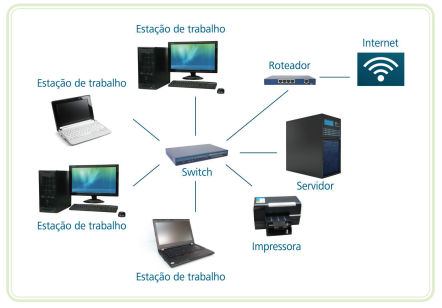 Estação de trabalho
Internet
Roteador
Estação de trabalho
Switch
Servidor
Estação de trabalho
Impressora
Estação de trabalho